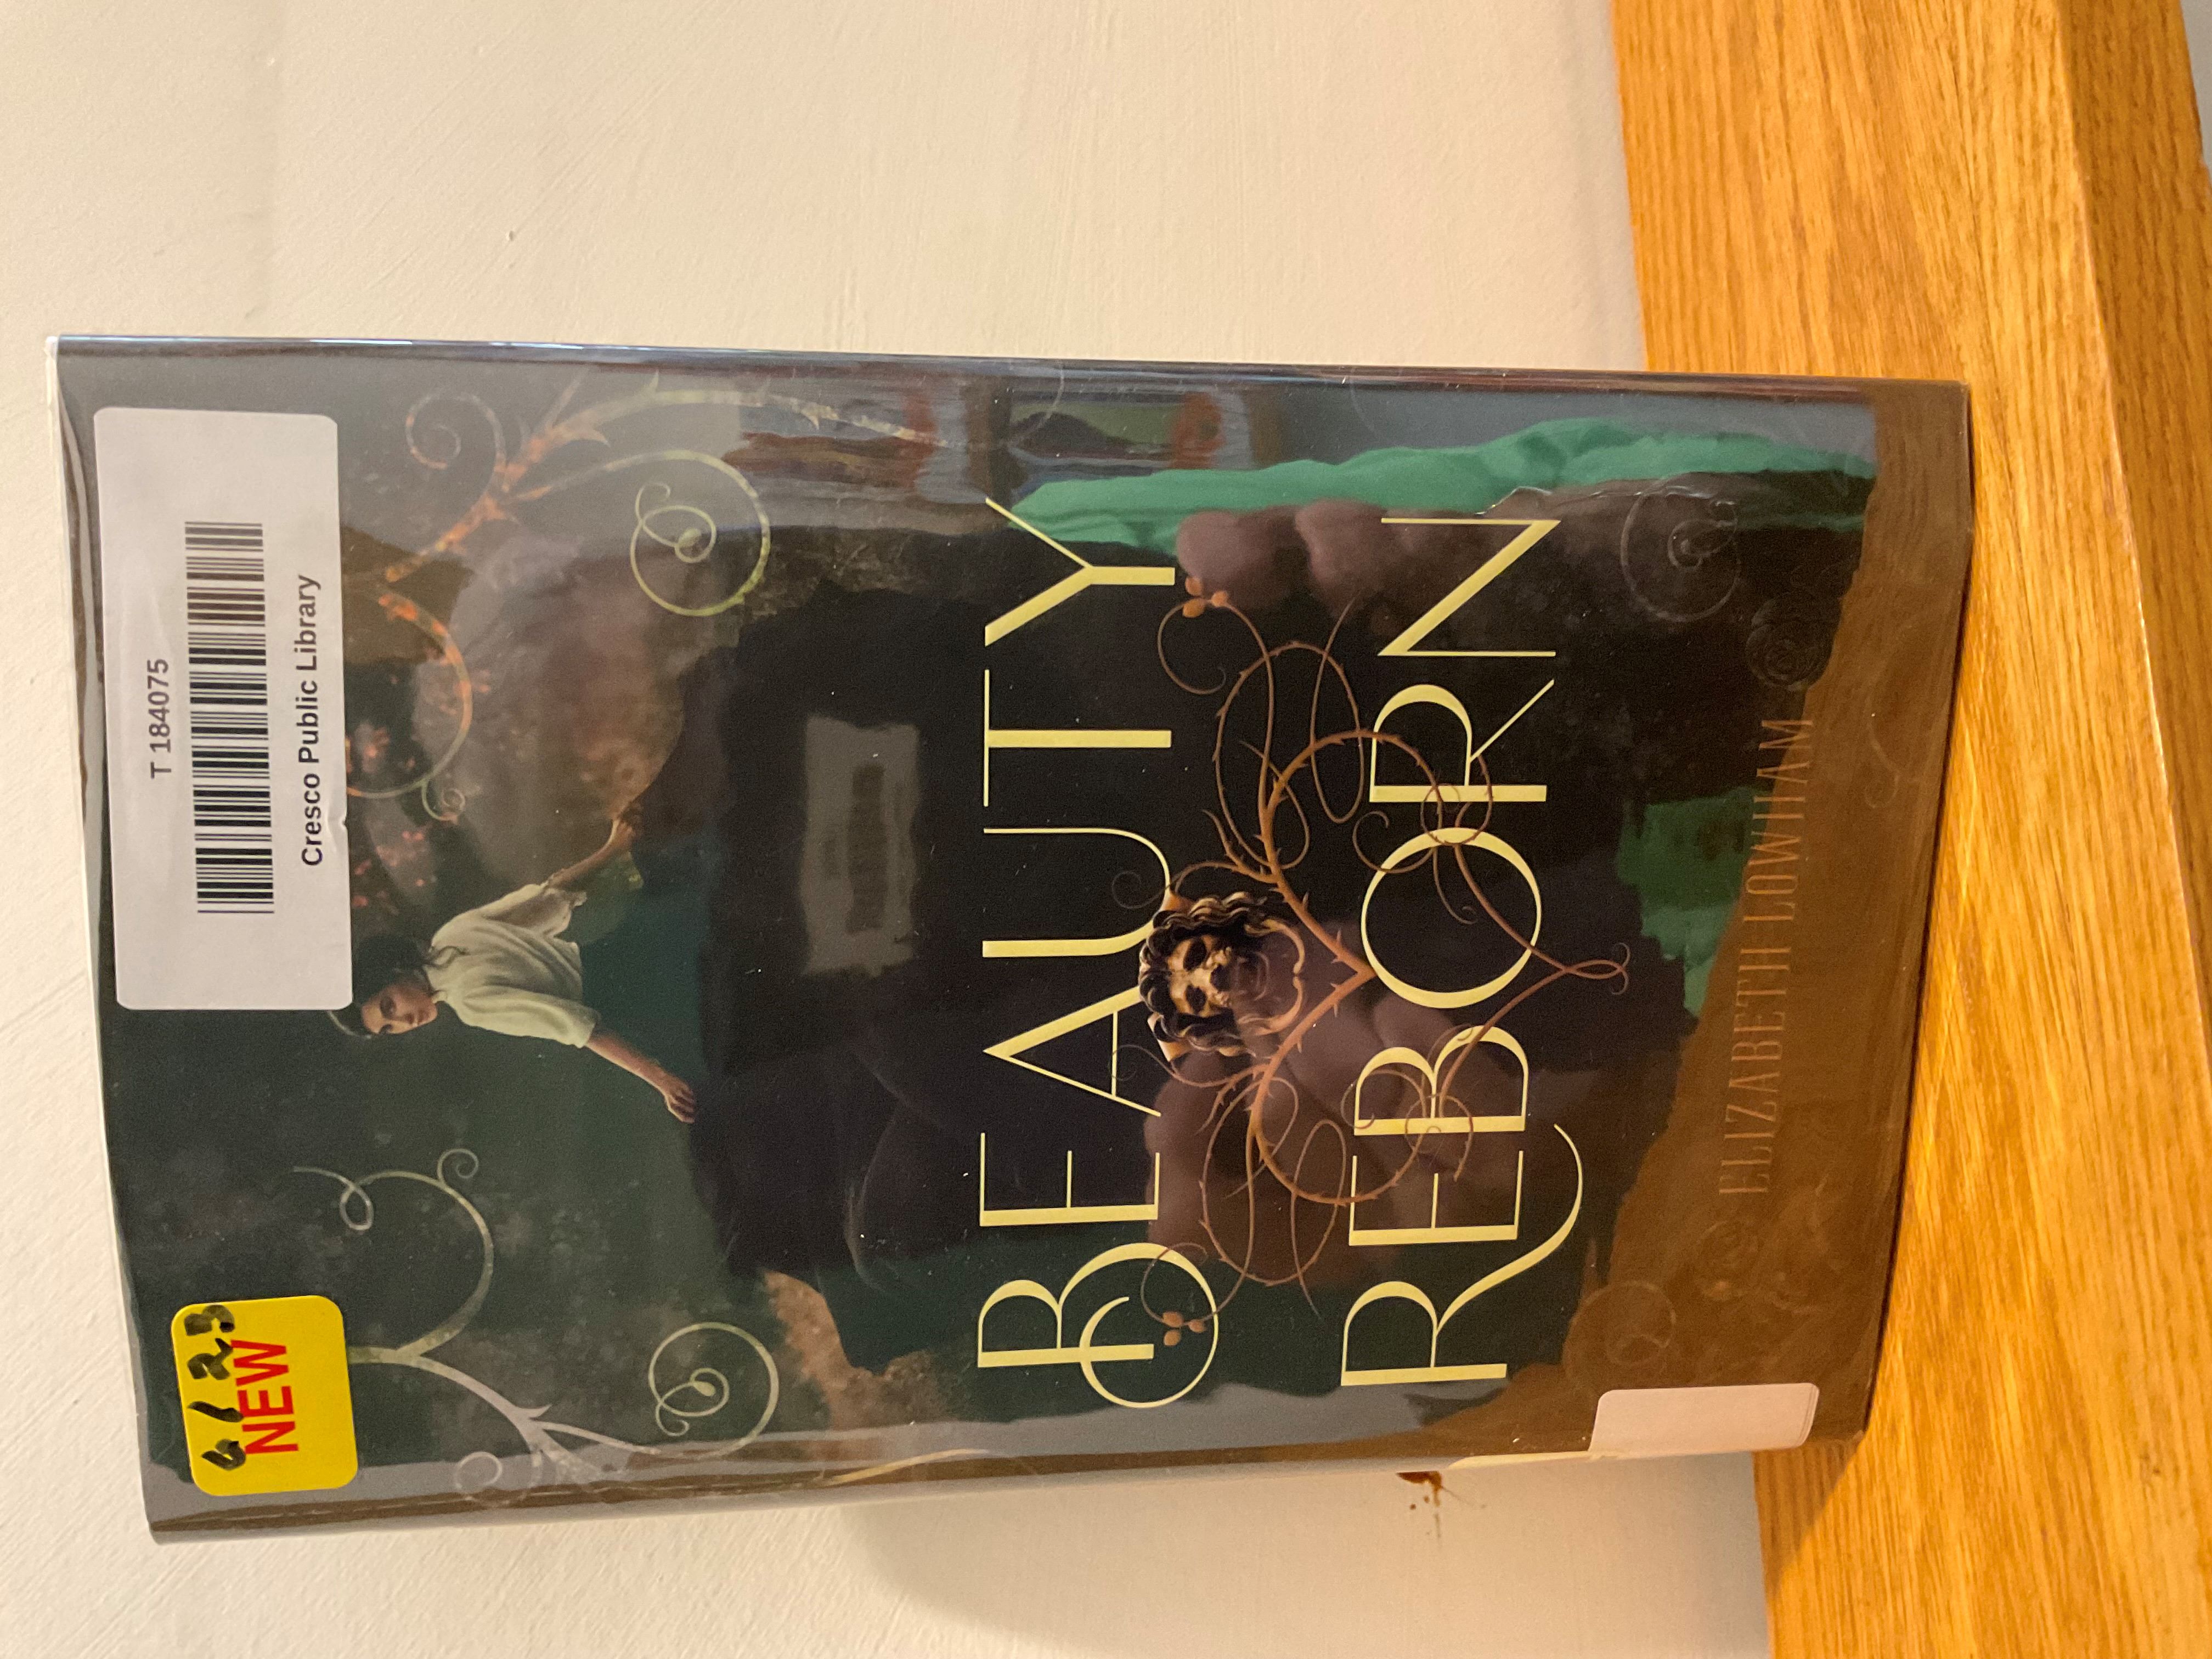 T 184075
Cresco Public Library
6/23
NEW
BEAUTY
REBORN
ELIZABETH LOWHAM